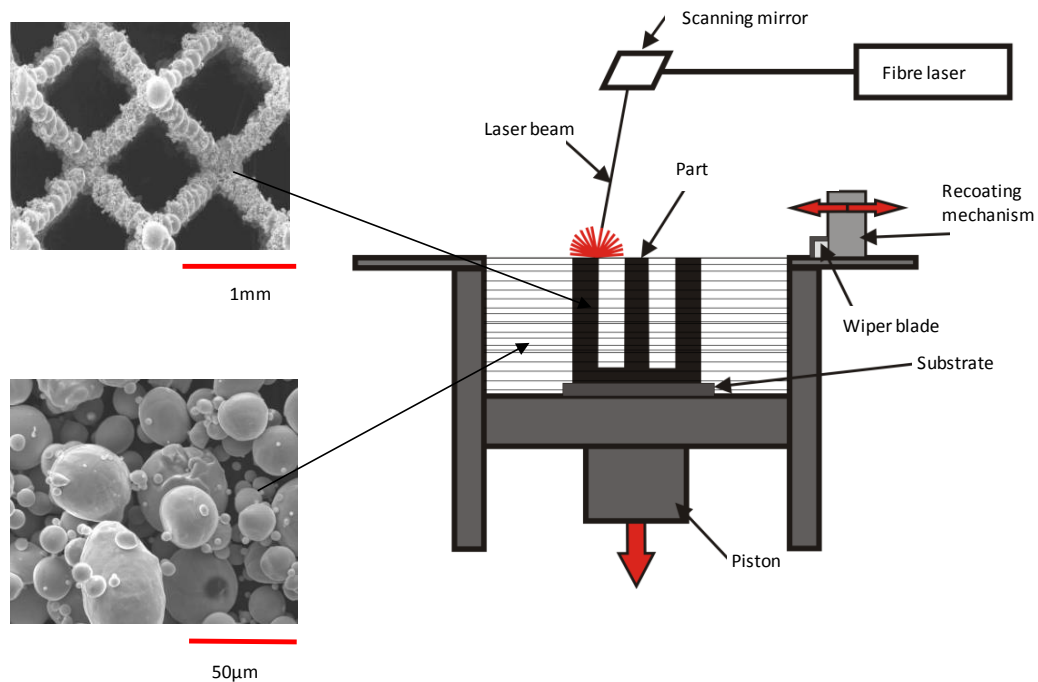 Scanning mirror
Fibre laser
Laser beam
Part
Recoating
mechanism
1mm
Wiper blade
Substrate
Piston
50µm